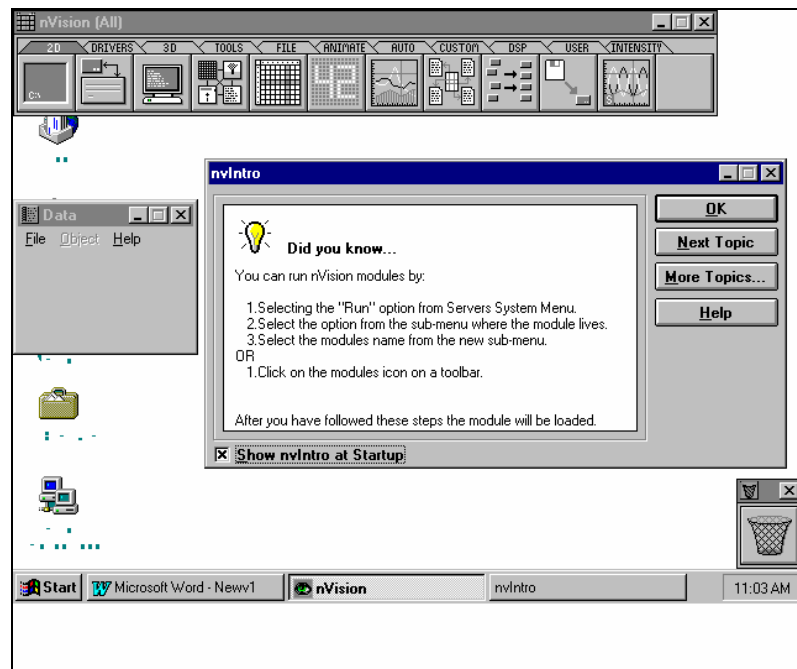 nVision (All)
2D DRIVERS 3D TOOLS FILE ANIMATE AUTO CUSTOM DSP USER INTENSITY
C:\
42
S
nvIntro
Data
File Object Help
Did you know...
You can run nVision modules by:
1.Selecting the "Run" option from Servers System Menu.
2.Select the option from the sub-menu where the module lives.
3.Select the modules name from the new sub-menu.
OR
1.Click on the modules icon on a toolbar.
After you have followed these steps the module will be loaded.
Show nvIntro at Startup
OK
Next Topic
More Topics...
Help
Start Microsoft Word - Newv1 nVision nvIntro 11:03 AM